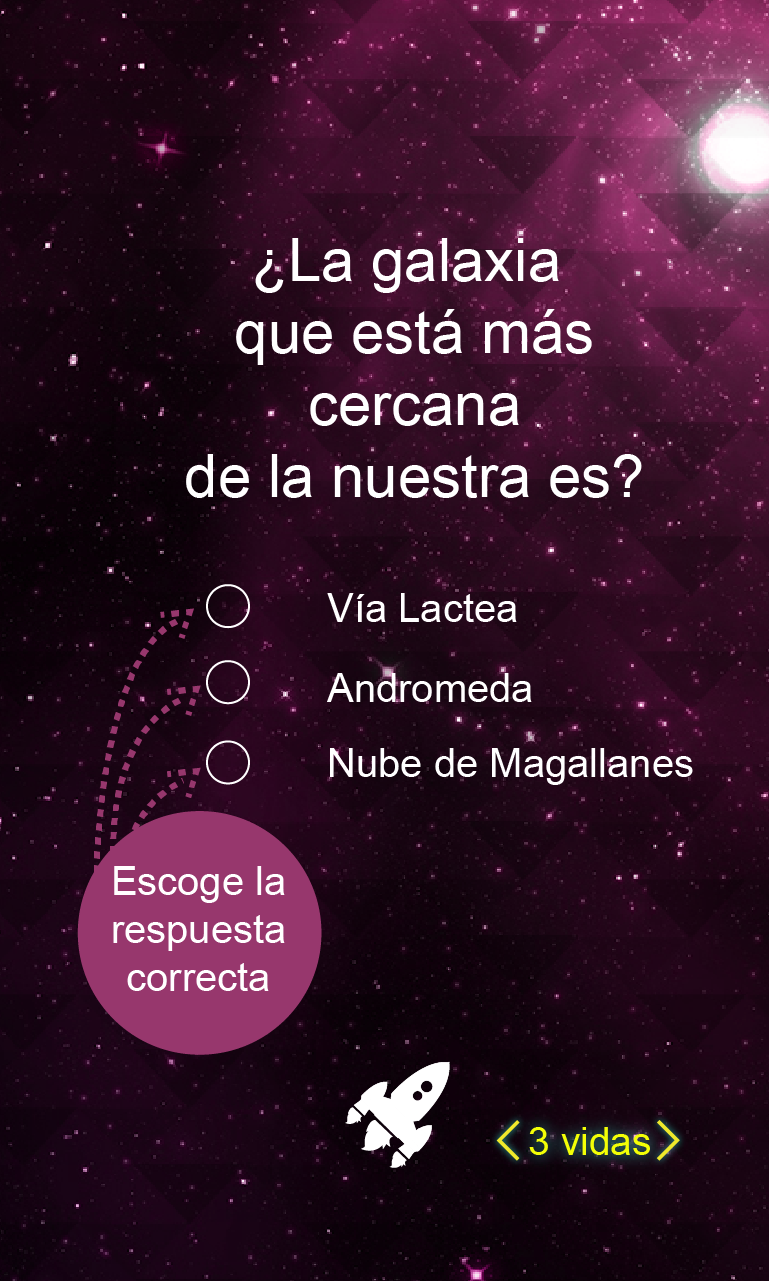 ¿La galaxia
que está más
cercana
de la nuestra es?
Vía Lactea
Andromeda
Nube de Magallanes
Escoge la
respuesta
correcta
3 vidas